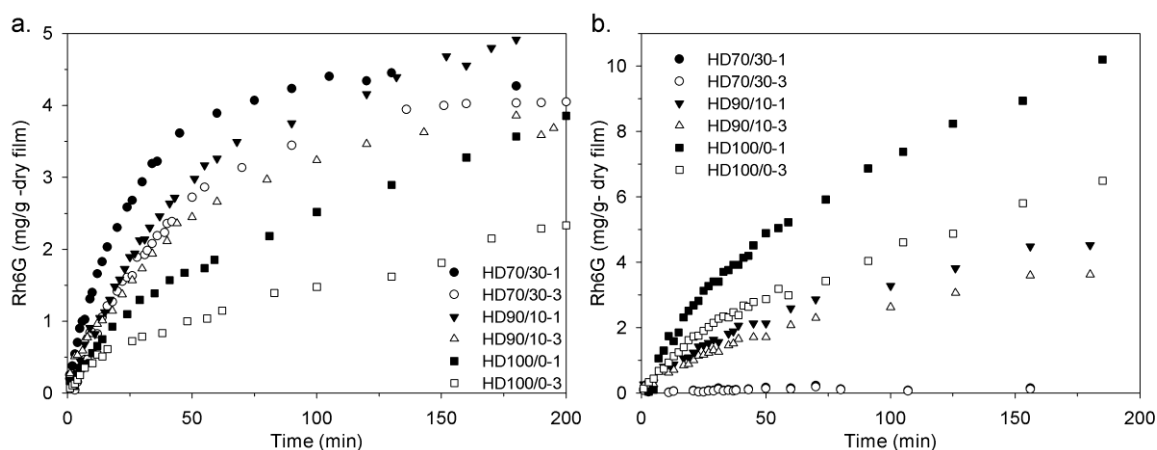 a.
5
4
3
2
1
0
Rh6G (mg/g -dry film)
HD70/30-1
HD70/30-3
HD90/10-1
HD90/10-3
HD100/0-1
HD100/0-3
0 50 100 150 200
Time (min)
b.
10
8
6
4
2
0
Rh6G (mg/g- dry film)
HD70/30-1
HD70/30-3
HD90/10-1
HD90/10-3
HD100/0-1
HD100/0-3
0 50 100 150 200
Time (min)